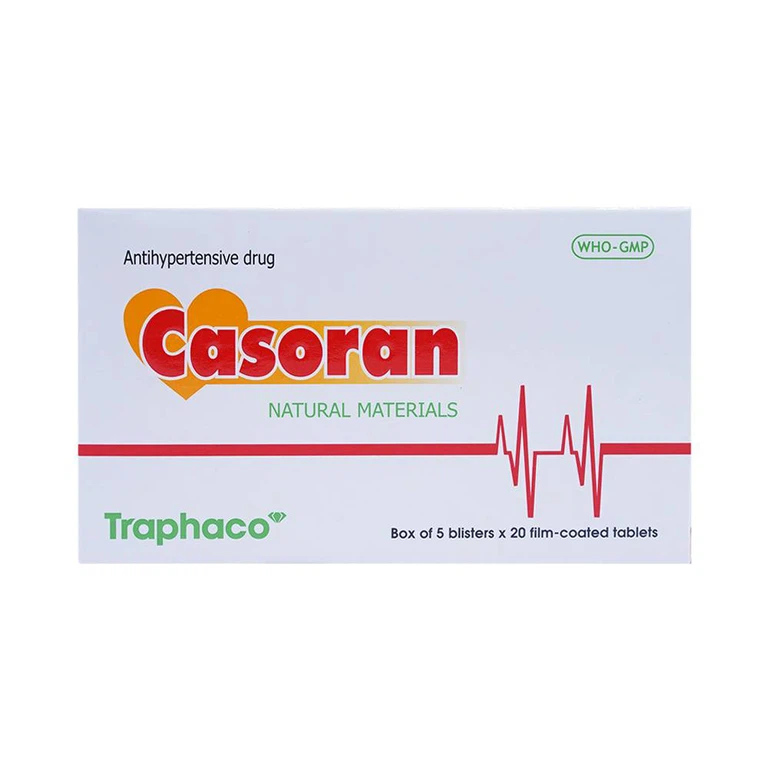 Antihypertensive drug
WHO-GMP
Casoran
NATURAL MATERIALS
Traphaco
Box of 5 blisters x 20 film-coated tablets